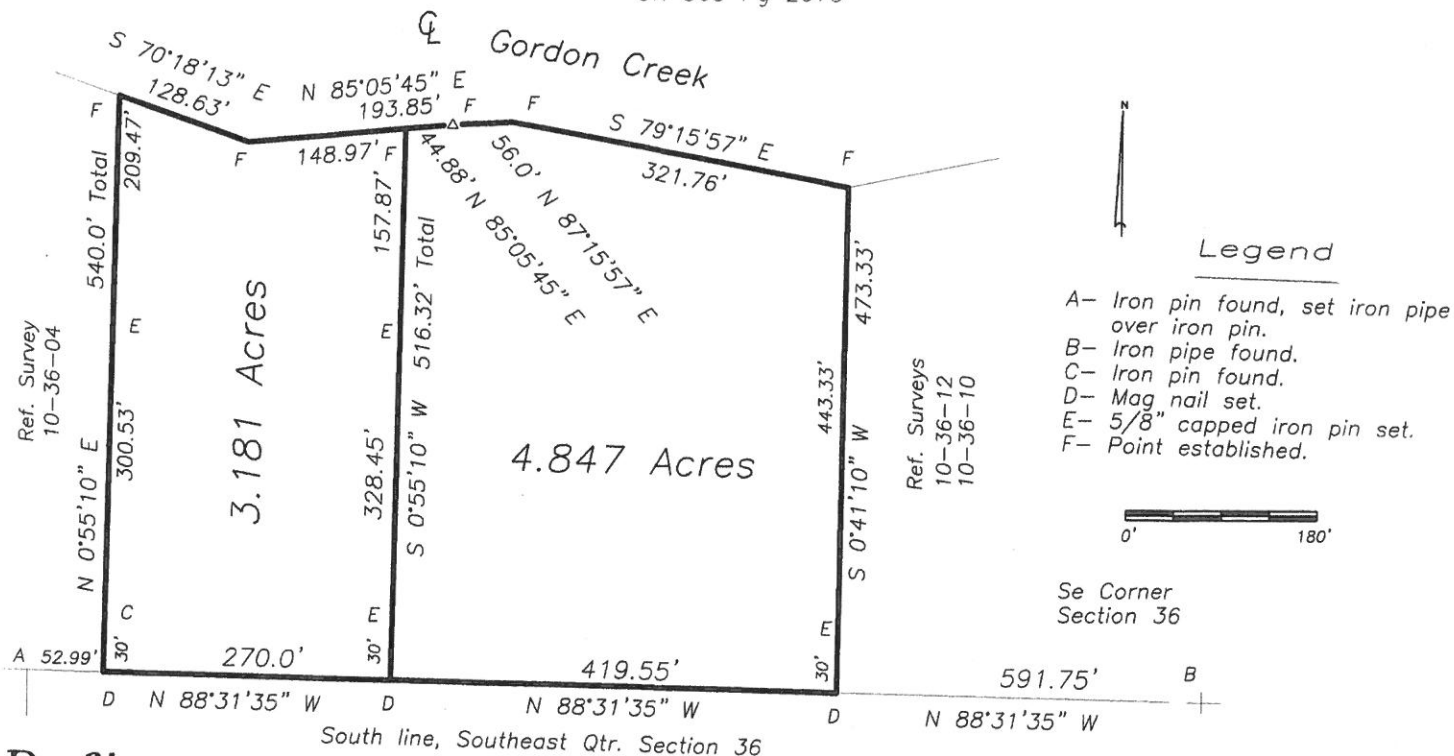 ℄ Gordon Creek
S 70°18'13" E
128.63'
N 85°05'45" E
193.85'
F
F
F
S 79°15'57" E
321.76'
F
F
148.97'
F
209.47'
540.0' Total
157.87'
44.88' N 85°05'45" E
56.0' N 87°15'57" E
516.32' Total
473.33'
N
Legend
A- Iron pin found, set iron pipe
over iron pin.
B- Iron pipe found.
C- Iron pin found.
D- Mag nail set.
E- 5/8" capped iron pin set.
F- Point established.
Ref. Survey
10-36-04
E
E
3.181 Acres
4.847 Acres
300.53'
328.45'
443.33'
N 0°55'10" E
S 0°55'10" W
S 0°41'10" W
Ref. Surveys
10-36-12
10-36-10
0'
180'
Se Corner
Section 36
C
E
E
A 52.99'
30'
270.0'
30'
419.55'
30'
591.75'
B
D N 88°31'35" W
D
N 88°31'35" W
D
N 88°31'35" W
South line, Southeast Qtr. Section 36